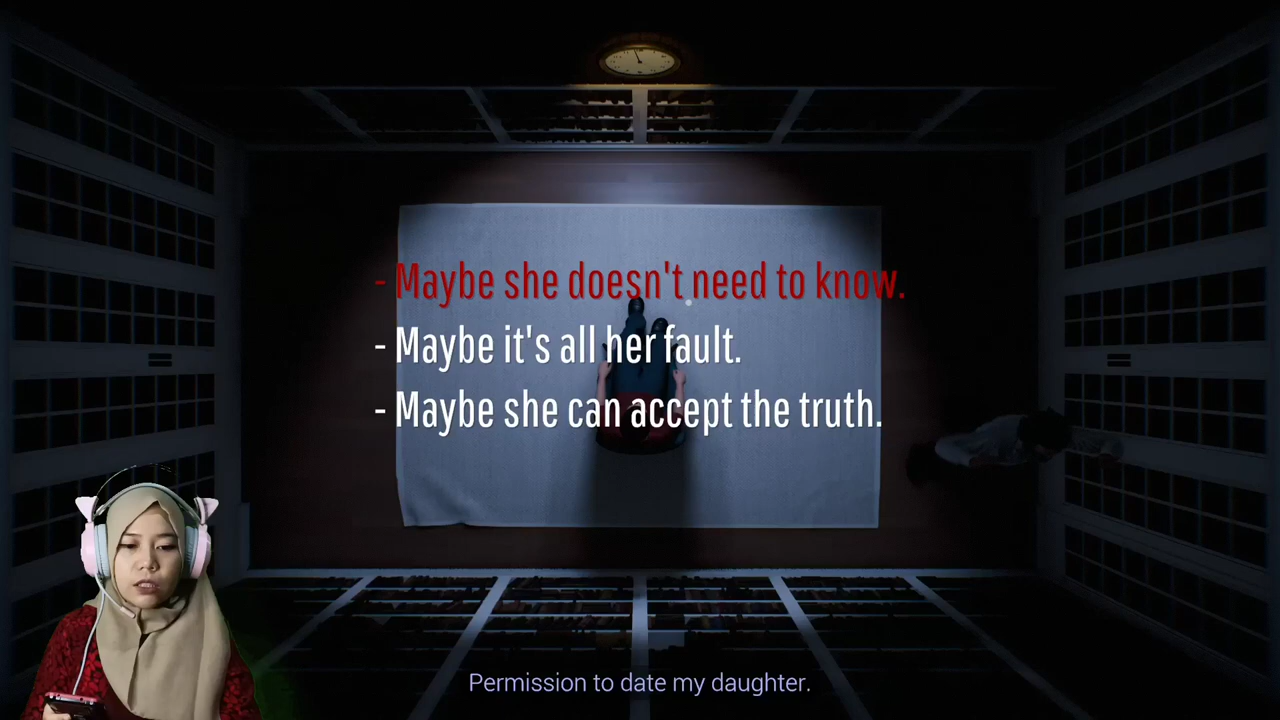 - Maybe she doesn't need to know.
- Maybe it's all her fault.
- Maybe she can accept the truth.
Permission to date my daughter.